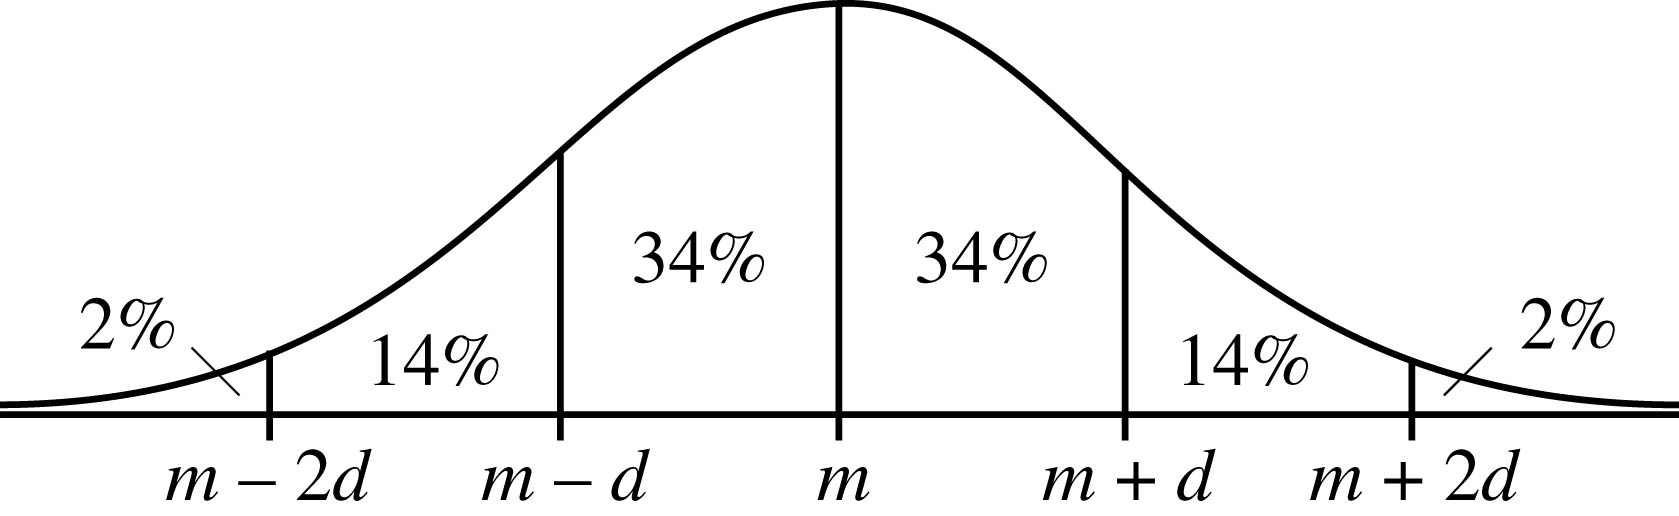 34% 34%
2% 2%
14% 14%
m – 2d m – d m m + d m + 2d